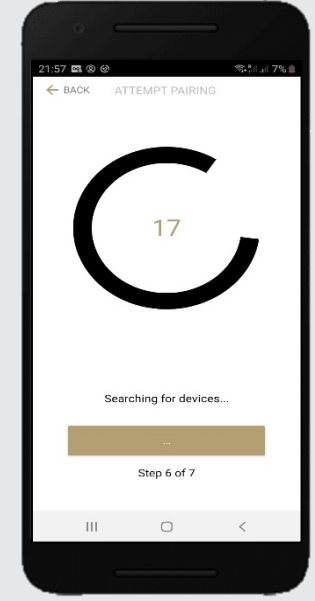 21:57 7%
← BACK ATTEMPT PAIRING
17
Searching for devices...
...
Step 6 of 7